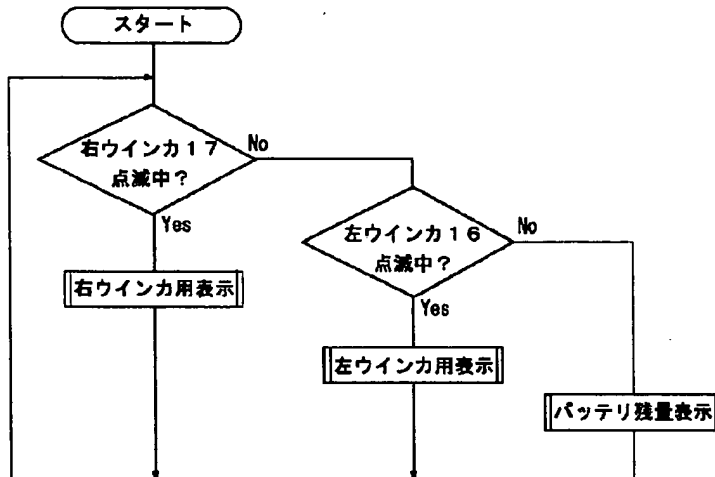 スタート
右ウインカ17
点滅中?
No
Yes
左ウインカ16
点滅中?
No
Yes
右ウインカ用表示
左ウインカ用表示
バッテリ残量表示